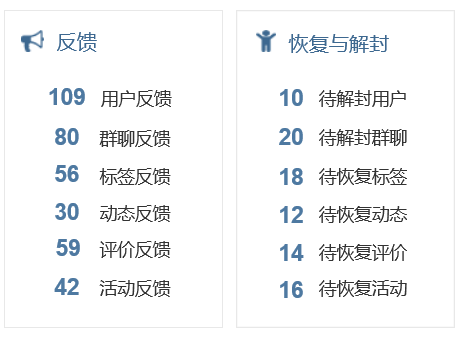 反馈
109 用户反馈
80 群聊反馈
56 标签反馈
30 动态反馈
59 评价反馈
42 活动反馈
恢复与解封
10 待解封用户
20 待解封群聊
18 待恢复标签
12 待恢复动态
14 待恢复评价
16 待恢复活动